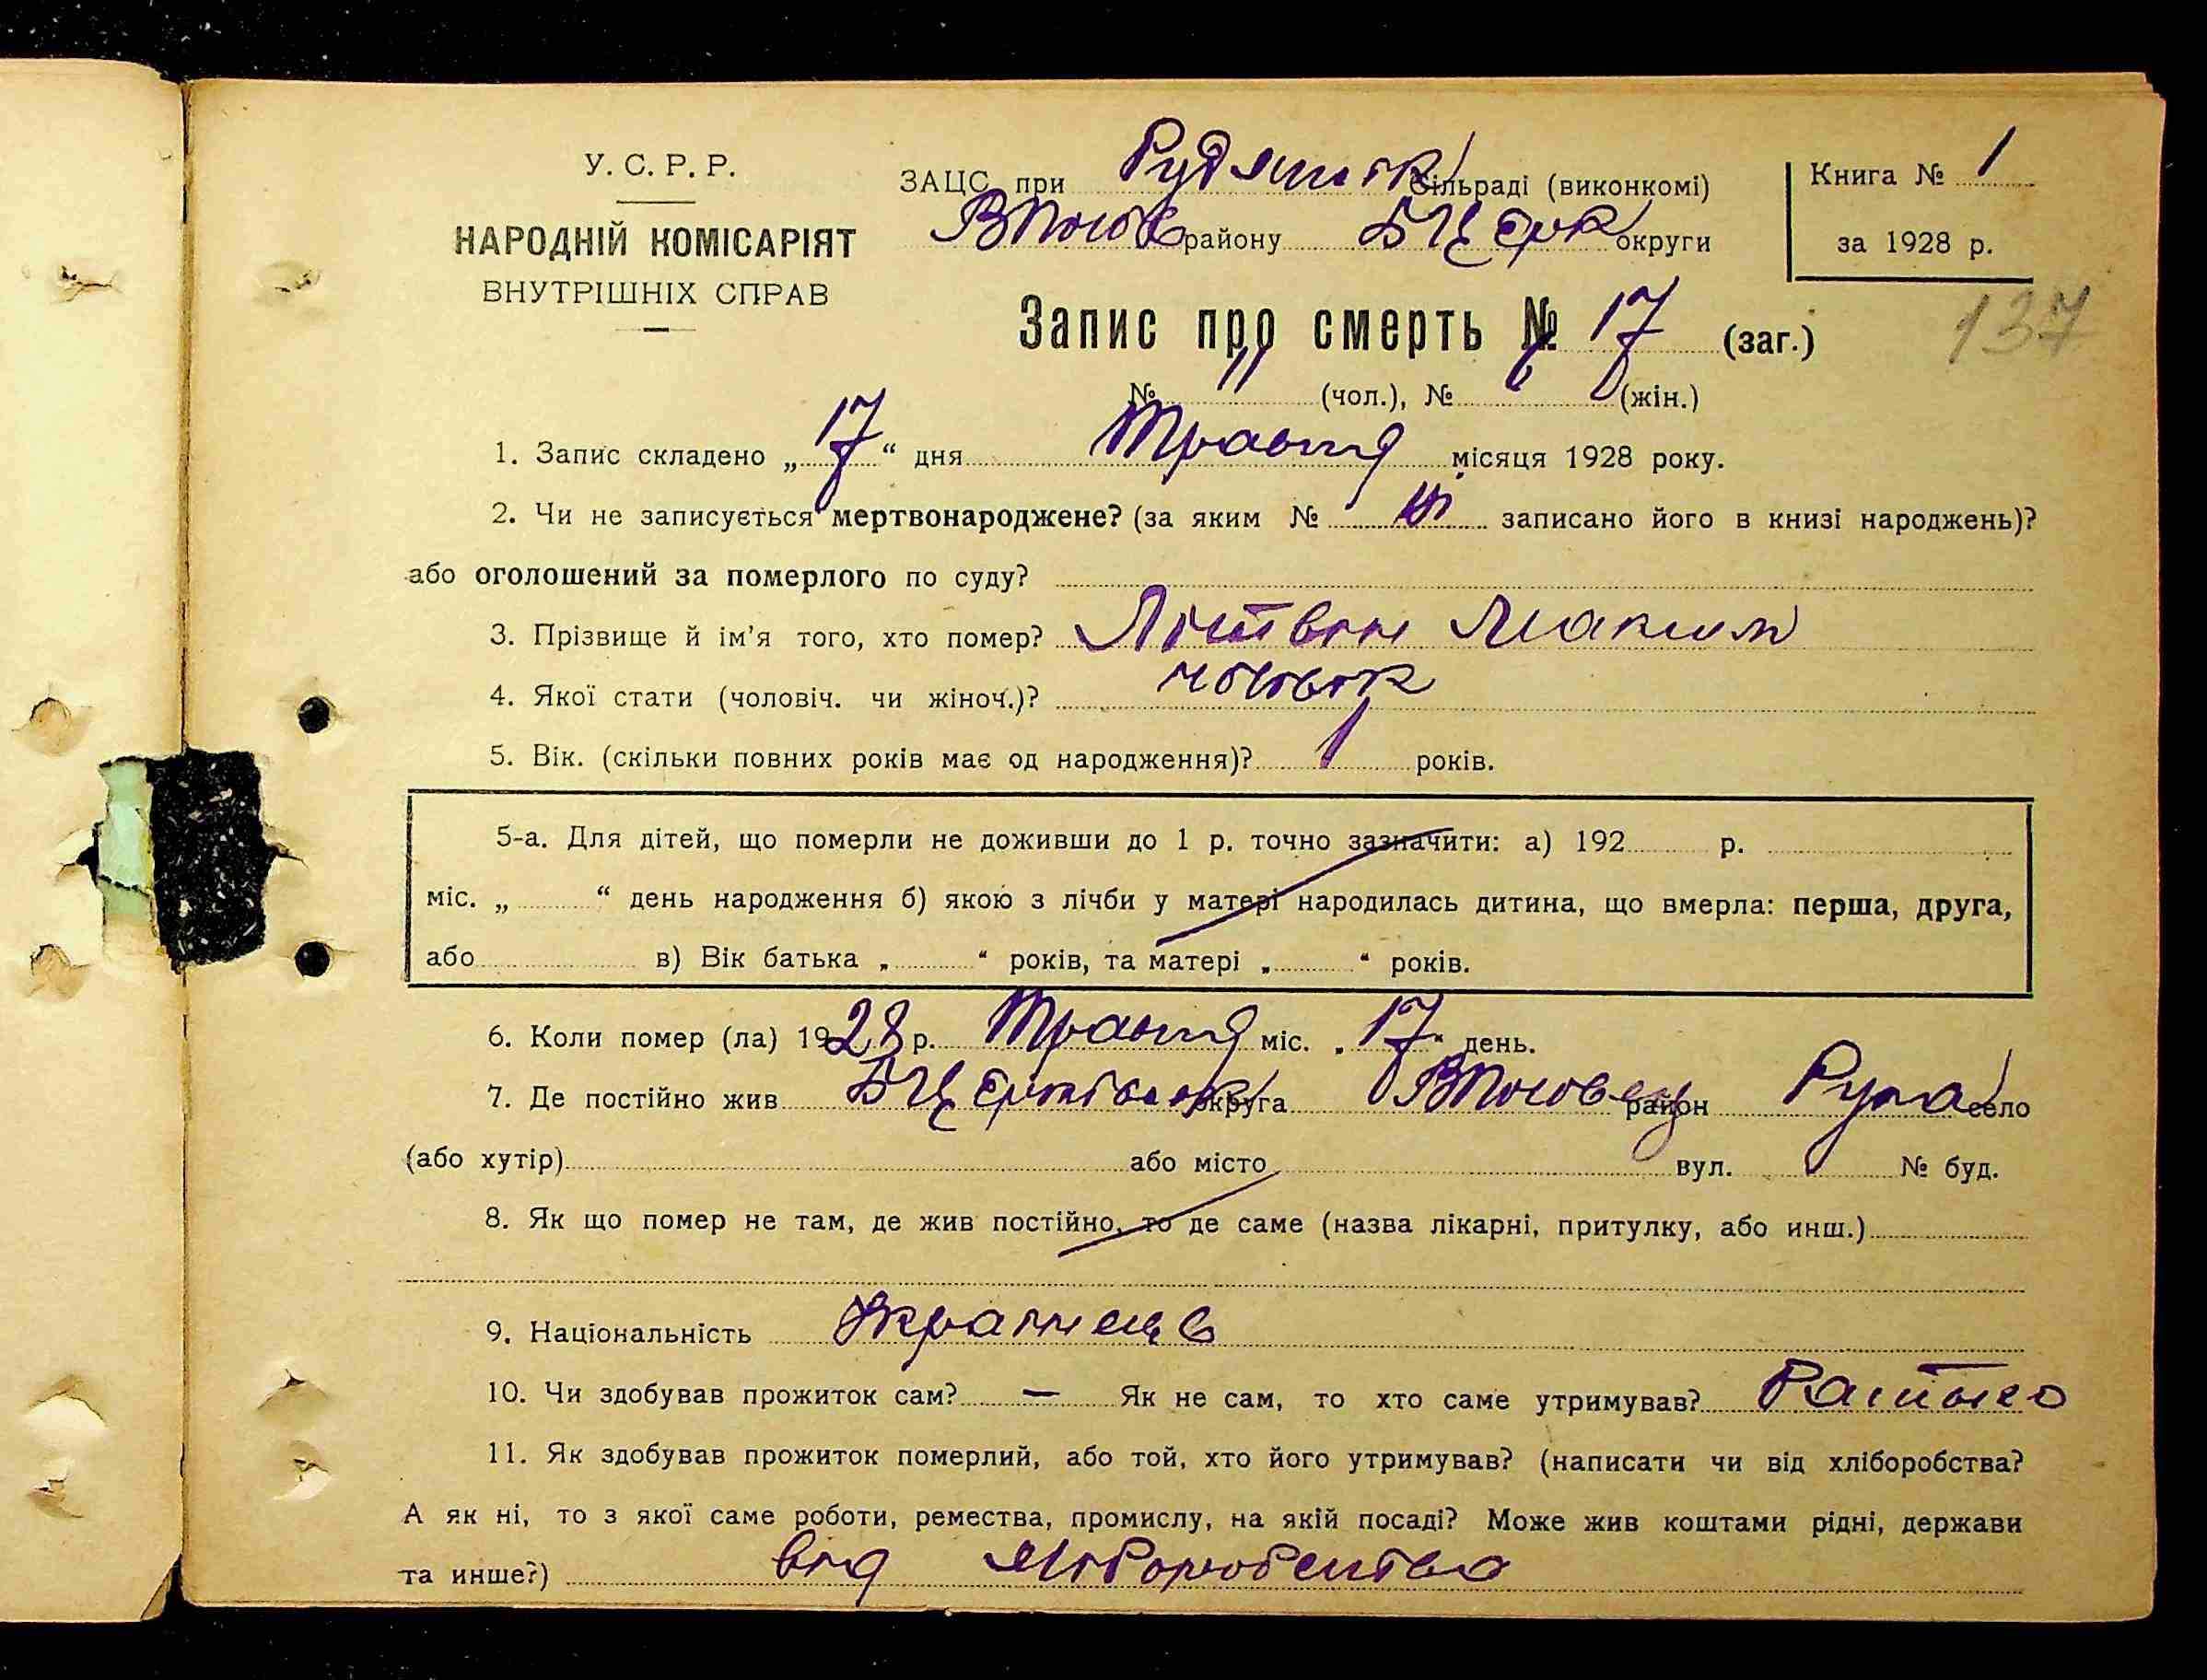 У. С. Р. Р.
НАРОДНІЙ КОМІСАРІЯТ
ВНУТРІШНІХ СПРАВ
ЗАЦС при Рудянськ сільраді (виконкомі)
району БЦерк округи
Книга № 1
за 1928 р.
137
Запис про смерть № 17 (заг.)
№ 11 (чол.), № 6 (жін.)
1. Запис складено „17“ дня Травня місяця 1928 року.
2. Чи не записується мертвонароджене? (за яким № ні записано його в книзі народжень)?
або оголошений за померлого по суду?
3. Прізвище й ім'я того, хто помер? Літвин Максим
4. Якої стати (чоловіч. чи жіноч.)? чоловік
5. Вік. (скільки повних років має од народження)? 1 років.
5-а. Для дітей, що померли не доживши до 1 р. точно зазначити: а) 192 р.
міс. „ “ день народження б) якою з лічби у матері народилась дитина, що вмерла: перша, друга,
або в) Вік батька „ “ років, та матері „ “ років.
6. Коли помер (ла) 1928 р. Травня міс. „17“ день.
7. Де постійно жив БЦерківськ округа район Руда село
(або хутір) або місто вул. № буд.
8. Як що помер не там, де жив постійно, то де саме (назва лікарні, притулку, або инш.)
9. Національність Українець
10. Чи здобував прожиток сам? — Як не сам, то хто саме утримував? Батько
11. Як здобував прожиток померлий, або той, хто його утримував? (написати чи від хліборобства?
А як ні, то з якої саме роботи, ремества, промислу, на якій посаді? Може жив коштами рідні, держави
та инше?) від хліборобства